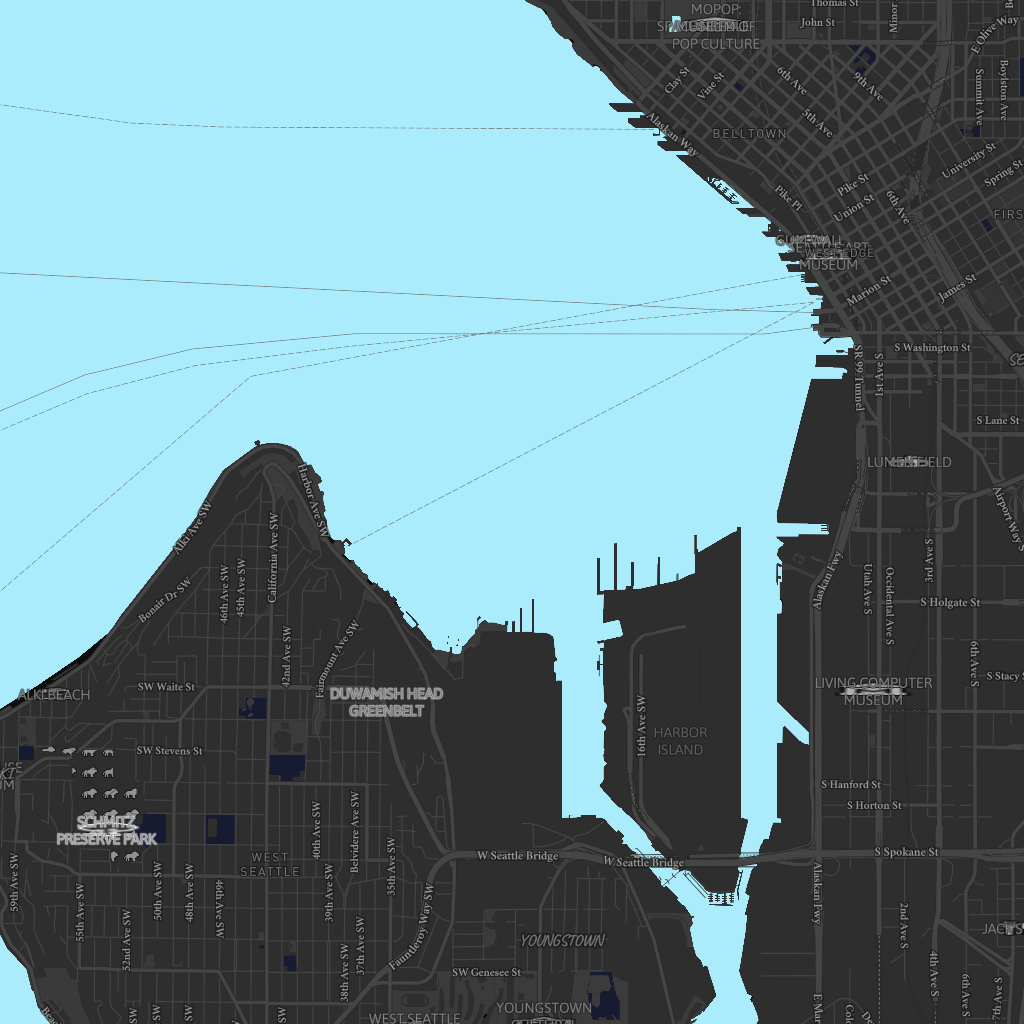 Thomas St
MOPOP:
John St
POP CULTURE
Minor
E Olive Way
Clay St
Vine St
6th Ave
9th Ave
5th Ave
Summit Ave
Boylston Ave
Alaskan Way
BELLTOWN
University St
Spring St
Pike St
Pike Pl
Union St
6th Ave
FIRS
WEST EDGE
MUSEUM
Marion St
James St
S Washington St
SR 99 Tunnel
1st Ave S
S Lane St
LUMEN FIELD
Airport Way S
Harbor Ave SW
Alki Ave SW
California Ave SW
46th Ave SW
45th Ave SW
Bonair Dr SW
3rd Ave S
Alaskan Fwy
Utah Ave S
Occidental Ave S
S Holgate St
42nd Ave SW
Fairmount Ave SW
6th Ave S
S Stacy S
ALKI BEACH
SW Waite St
DUWAMISH HEAD
GREENBELT
LIVING COMPUTER
MUSEUM
16th Ave SW
HARBOR
ISLAND
SW Stevens St
UM
S Hanford St
S Horton St
SCHMITZ
PRESERVE PARK
40th Ave SW
Belvidere Ave SW
35th Ave SW
W Seattle Bridge
W Seattle Bridge
S Spokane St
WEST
SEATTLE
59th Ave SW
55th Ave SW
52nd Ave SW
50th Ave SW
48th Ave SW
46th Ave SW
39th Ave SW
38th Ave SW
37th Ave SW
Fauntleroy Way SW
Alaskan Fwy
2nd Ave S
4th Ave S
6th Ave S
7th Ave S
JACK'S
YOUNGSTOWN
SW Genesee St
YOUNGSTOWN
WEST SEATTLE
SW
SW
SW
E Mar